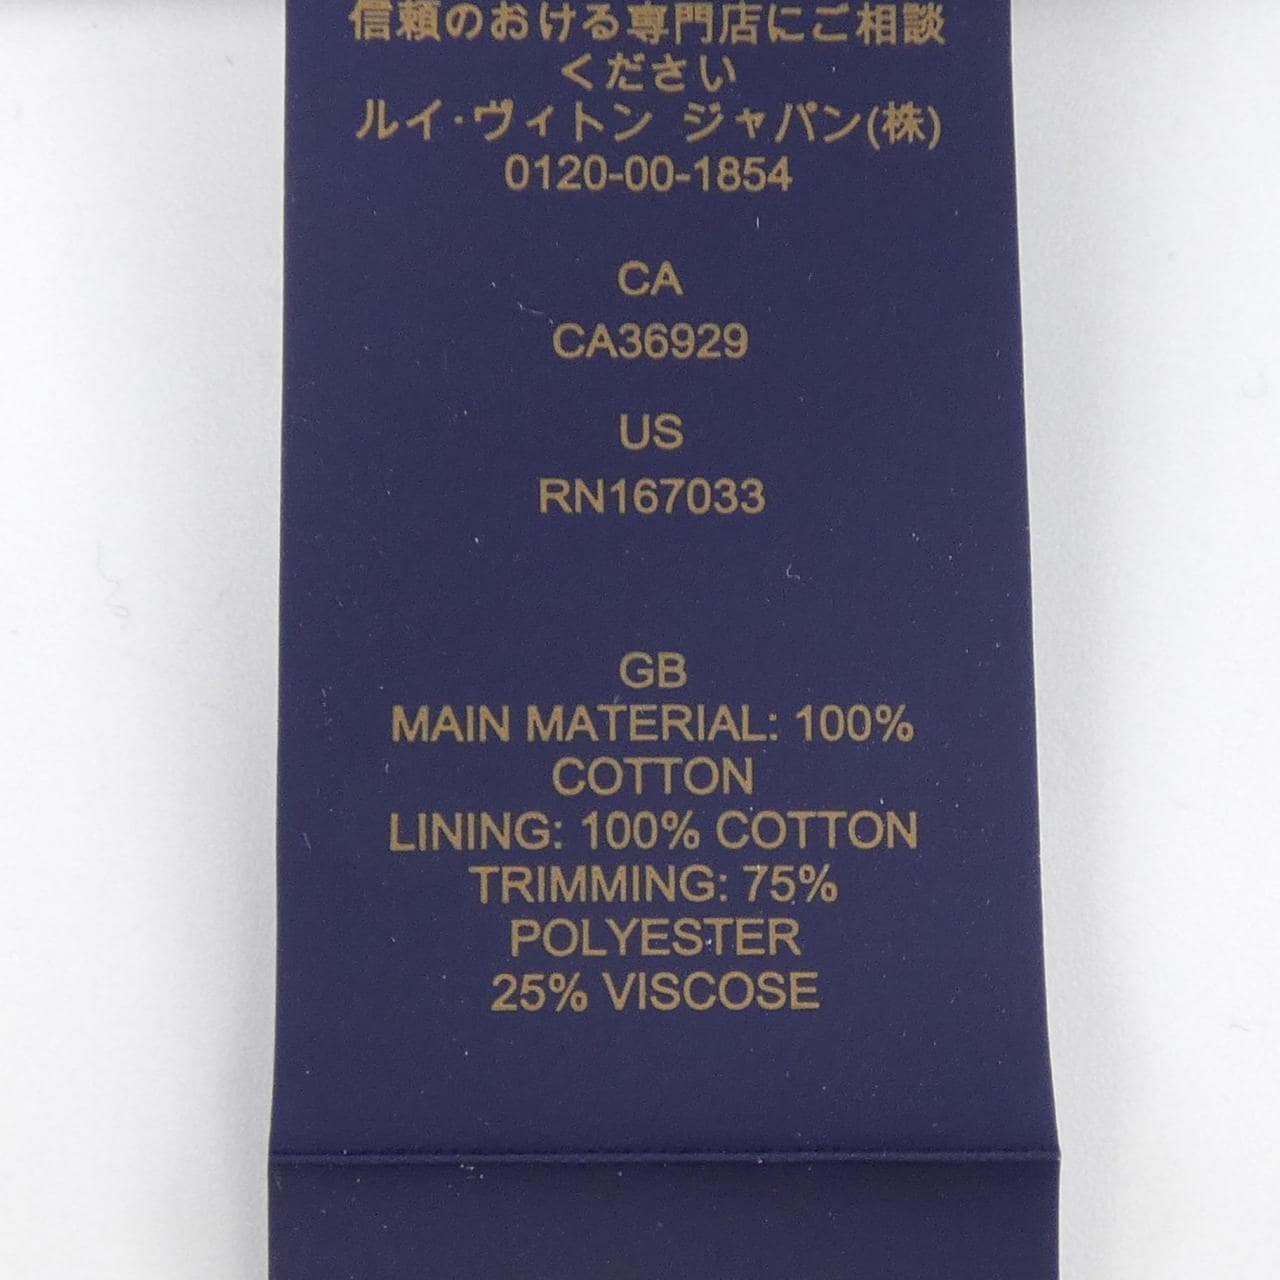 信頼のおける専門店にご相談
ください
ルイ·ヴィトン ジャパン(株)
0120-00-1854
CA
CA36929
US
RN167033
GB
MAIN MATERIAL: 100%
COTTON
LINING: 100% COTTON
TRIMMING: 75%
POLYESTER
25% VISCOSE